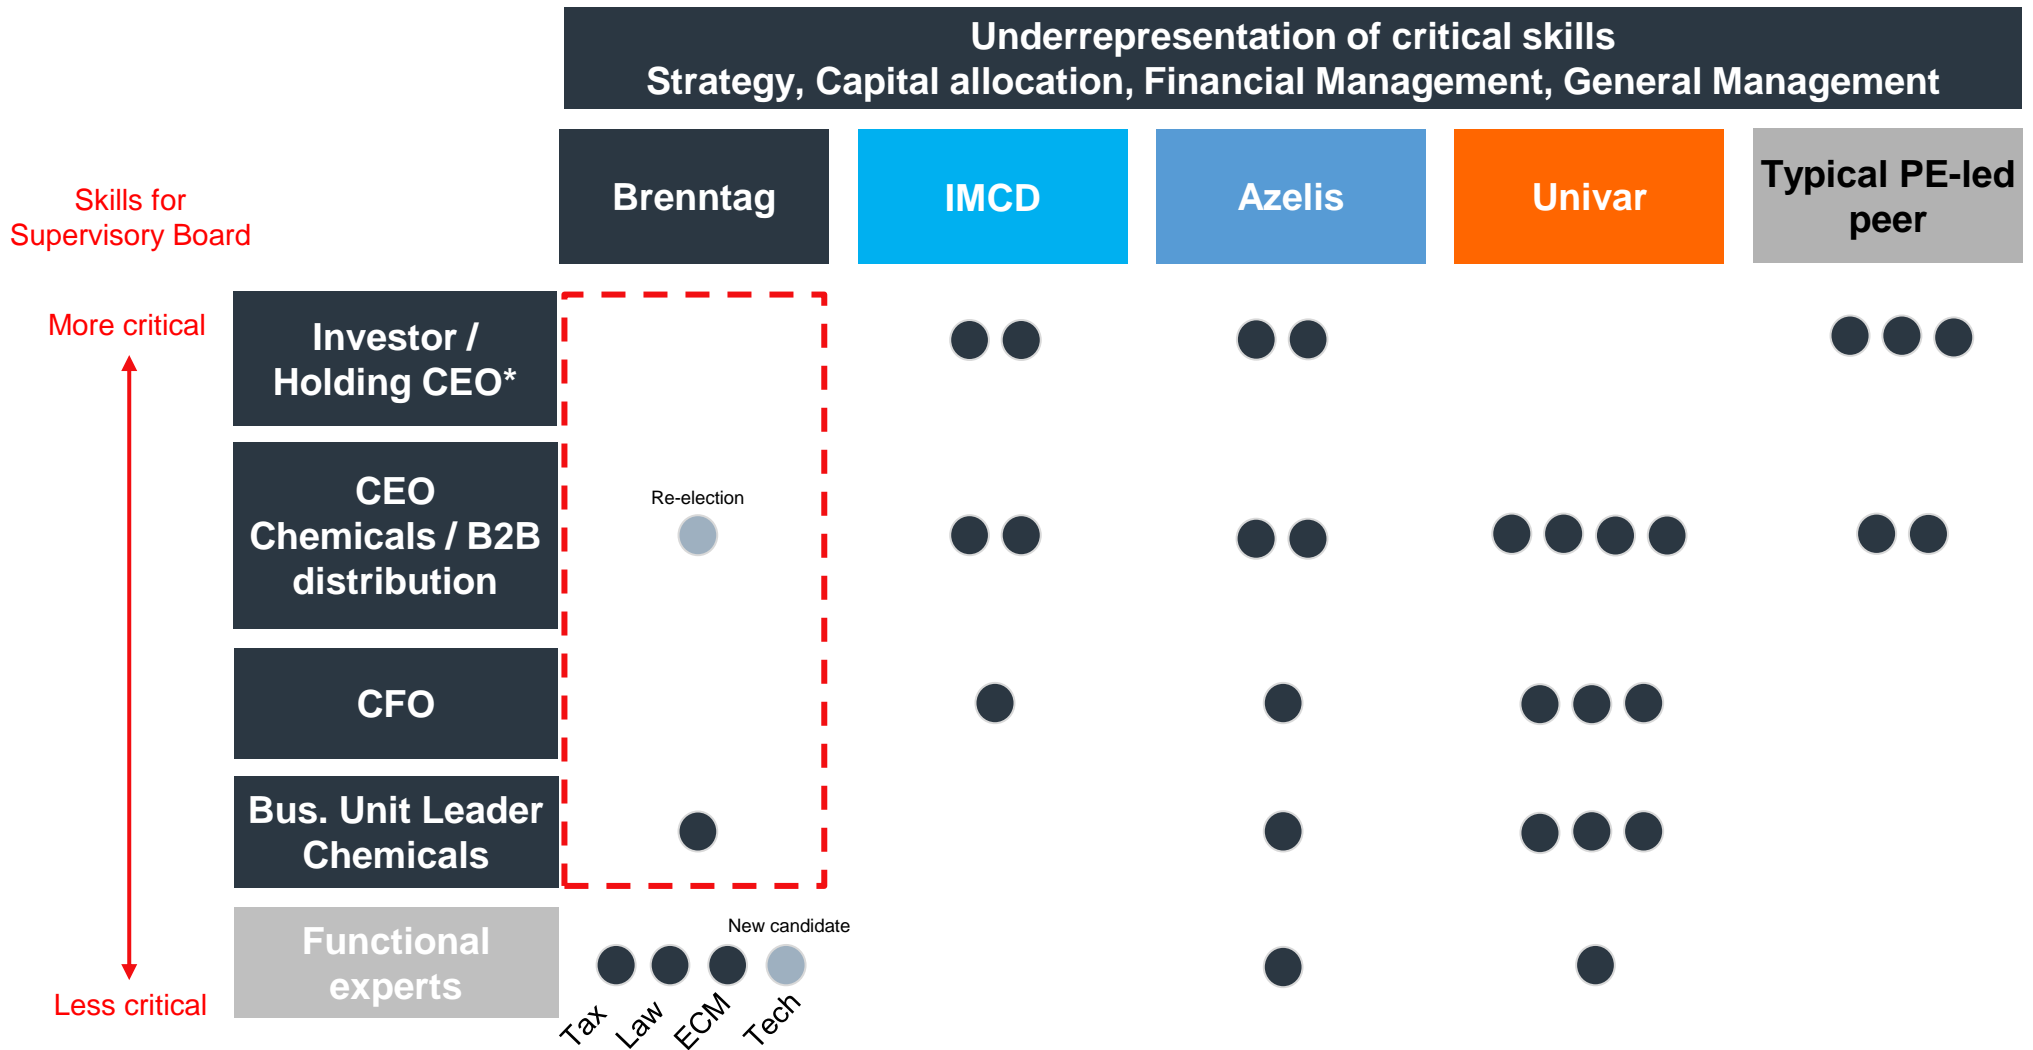 Underrepresentation of critical skills
Strategy, Capital allocation, Financial Management, General Management
Skills for
Supervisory Board
Brenntag
IMCD
Azelis
Univar
Typical PE-led
peer
More critical
Investor /
Holding CEO*
CEO
Chemicals / B2B
distribution
Re-election
CFO
Bus. Unit Leader
Chemicals
Less critical
Functional
experts
New candidate
Tax
Law
ECM
Tech